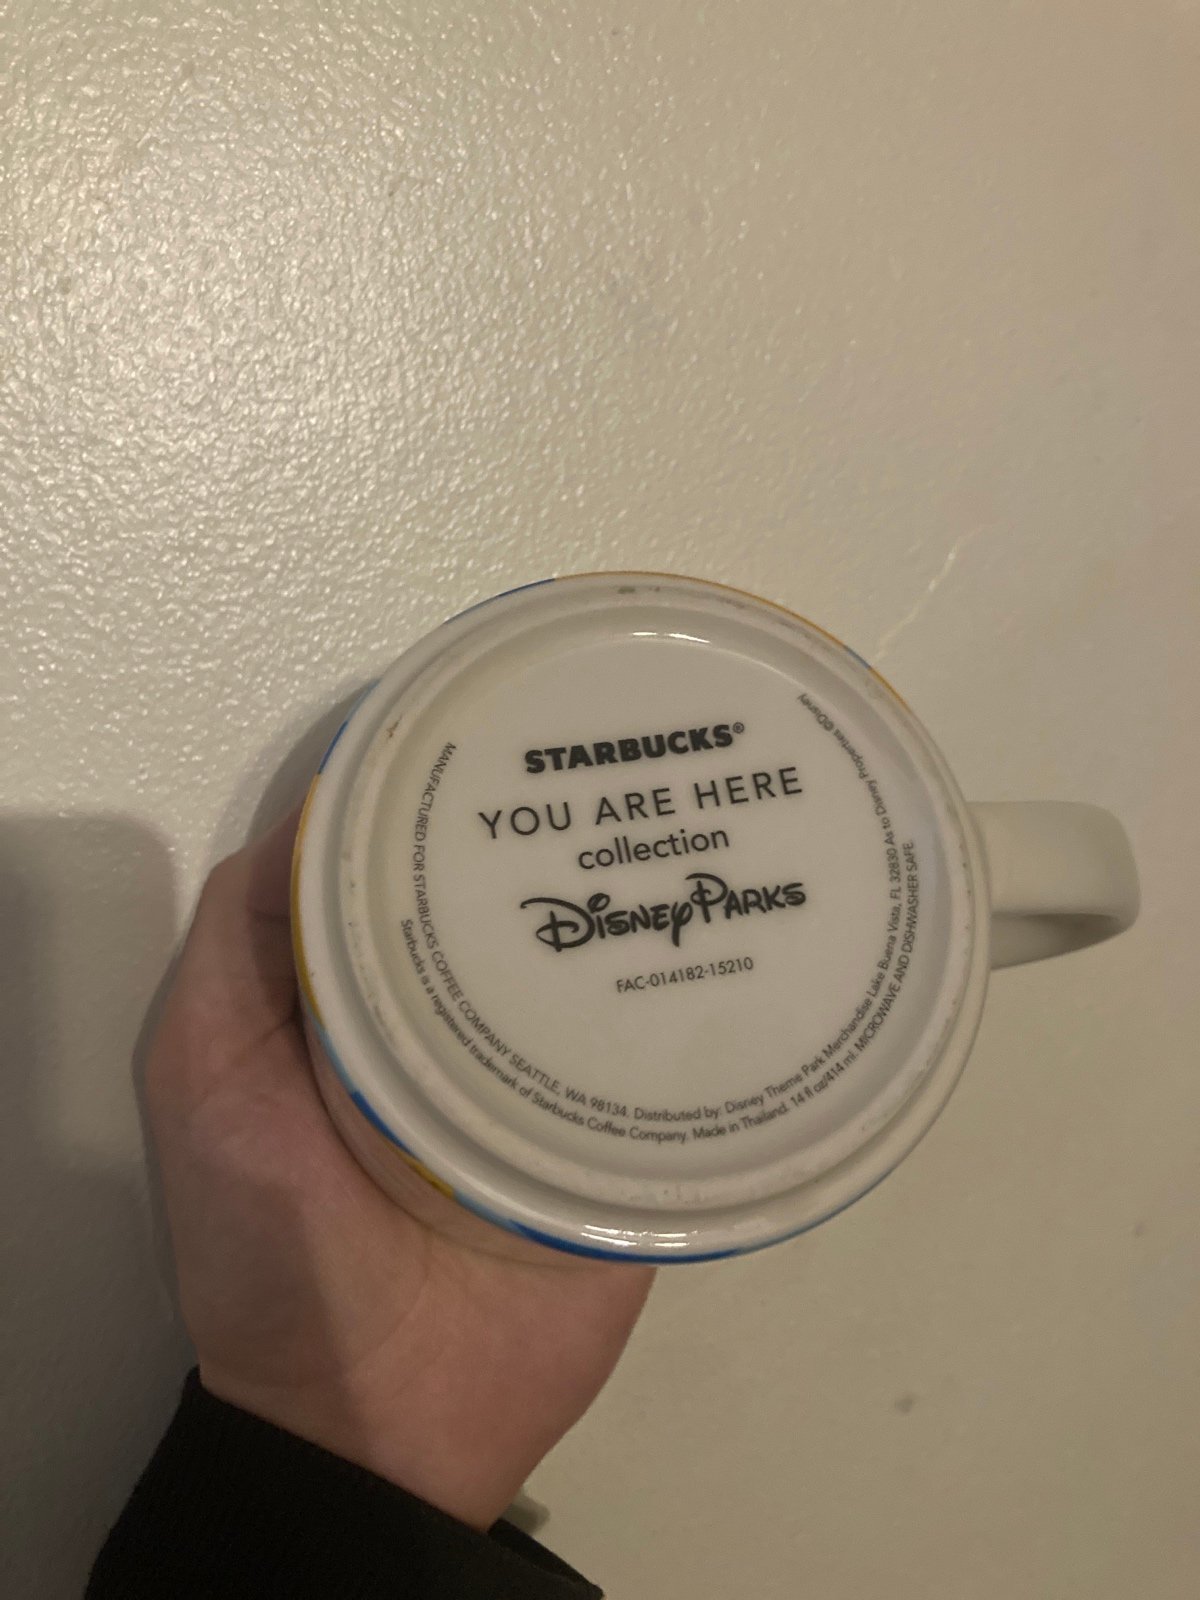 STARBUCKS®
YOU ARE HERE
collection
Disney Parks
FAC-014182-15210
MANUFACTURED FOR STARBUCKS COFFEE COMPANY SEATTLE, WA 98134. Distributed by: Disney Theme Park Merchandise Lake Buena Vista, FL 32830 As to Disney Properties ©Disney
Starbucks is a registered trademark of Starbucks Coffee Company. Made in Thailand. 14 fl oz/414 ml. MICROWAVE AND DISHWASHER SAFE